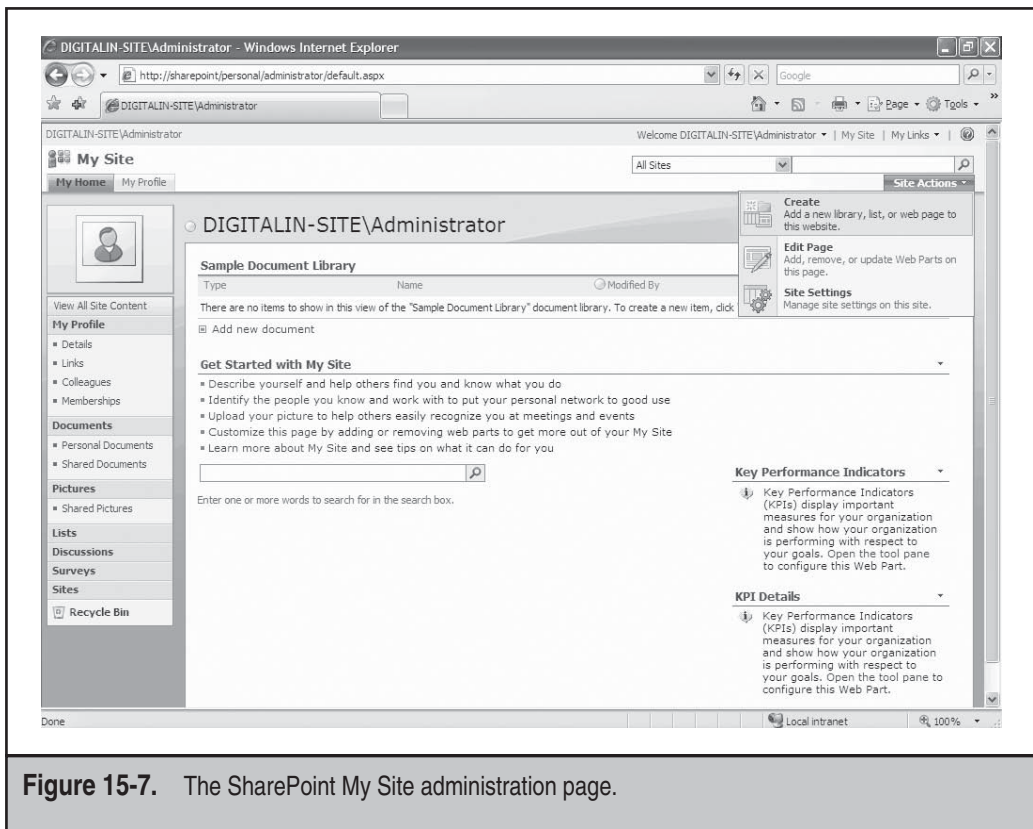 DIGITALIN-SITE\Administrator - Windows Internet Explorer
http://sharepoint/personal/administrator/default.aspx
Google
DIGITALIN-SITE\Administrator
Page
Tools
DIGITALIN-SITE\Administrator
Welcome DIGITALIN-SITE\Administrator | My Site | My Links |
My Site
All Sites
My Home
My Profile
Site Actions
Create
Add a new library, list, or web page to
this website.
Edit Page
Add, remove, or update Web Parts on
this page.
Site Settings
Manage site settings on this site.
View All Site Content
My Profile
Details
Links
Colleagues
Memberships
Documents
Personal Documents
Shared Documents
Pictures
Shared Pictures
Lists
Discussions
Surveys
Sites
Recycle Bin
DIGITALIN-SITE\Administrator
Sample Document Library
Type Name Modified By
There are no items to show in this view of the "Sample Document Library" document library. To create a new item, click
Add new document
Get Started with My Site
Describe yourself and help others find you and know what you do
Identify the people you know and work with to put your personal network to good use
Upload your picture to help others easily recognize you at meetings and events
Customize this page by adding or removing web parts to get more out of your My Site
Learn more about My Site and see tips on what it can do for you
Enter one or more words to search for in the search box.
Key Performance Indicators
Key Performance Indicators
(KPIs) display important
measures for your organization
and show how your organization
is performing with respect to
your goals. Open the tool pane
to configure this Web Part.
KPI Details
Key Performance Indicators
(KPIs) display important
measures for your organization
and show how your organization
is performing with respect to
your goals. Open the tool pane to
configure this Web Part.
Done
Local intranet
100%
Figure 15-7. The SharePoint My Site administration page.